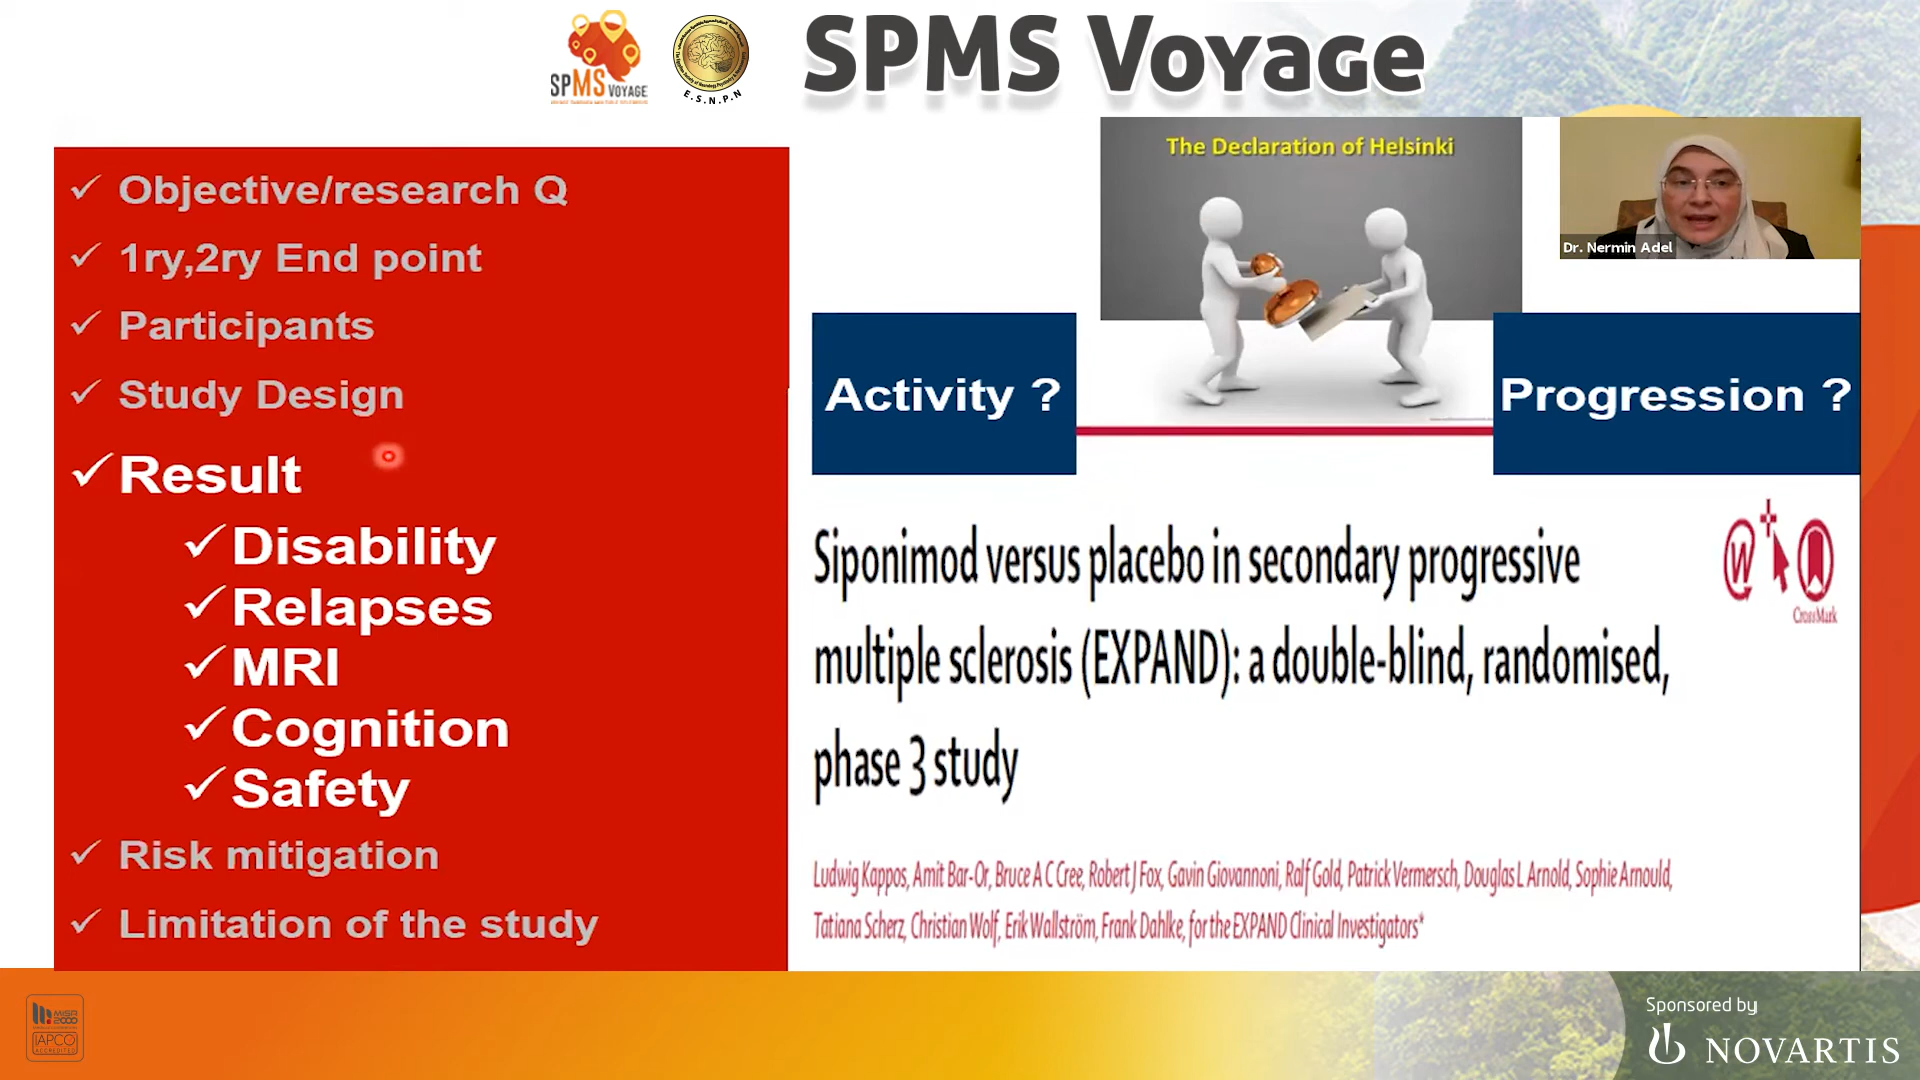 SPMS VOYAGE
E.S.N.P.N
SPMS Voyage
Objective/research Q
1ry,2ry End point
Participants
Study Design
Result
Disability
Relapses
MRI
Cognition
Safety
Risk mitigation
Limitation of the study
The Declaration of Helsinki
Dr. Nermin Adel
Activity ?
Progression ?
Siponimod versus placebo in secondary progressive
multiple sclerosis (EXPAND): a double-blind, randomised,
phase 3 study
CrossMark
Ludwig Kappos, Amit Bar-Or, Bruce A C Cree, Robert J Fox, Gavin Giovannoni, Ralf Gold, Patrick Vermersch, Douglas L Arnold, Sophie Arnould,
Tatiana Scherz, Christian Wolf, Erik Wallström, Frank Dahlke, for the EXPAND Clinical Investigators*
MISR
2000
IAPCO
ACCREDITED
Sponsored by
NOVARTIS